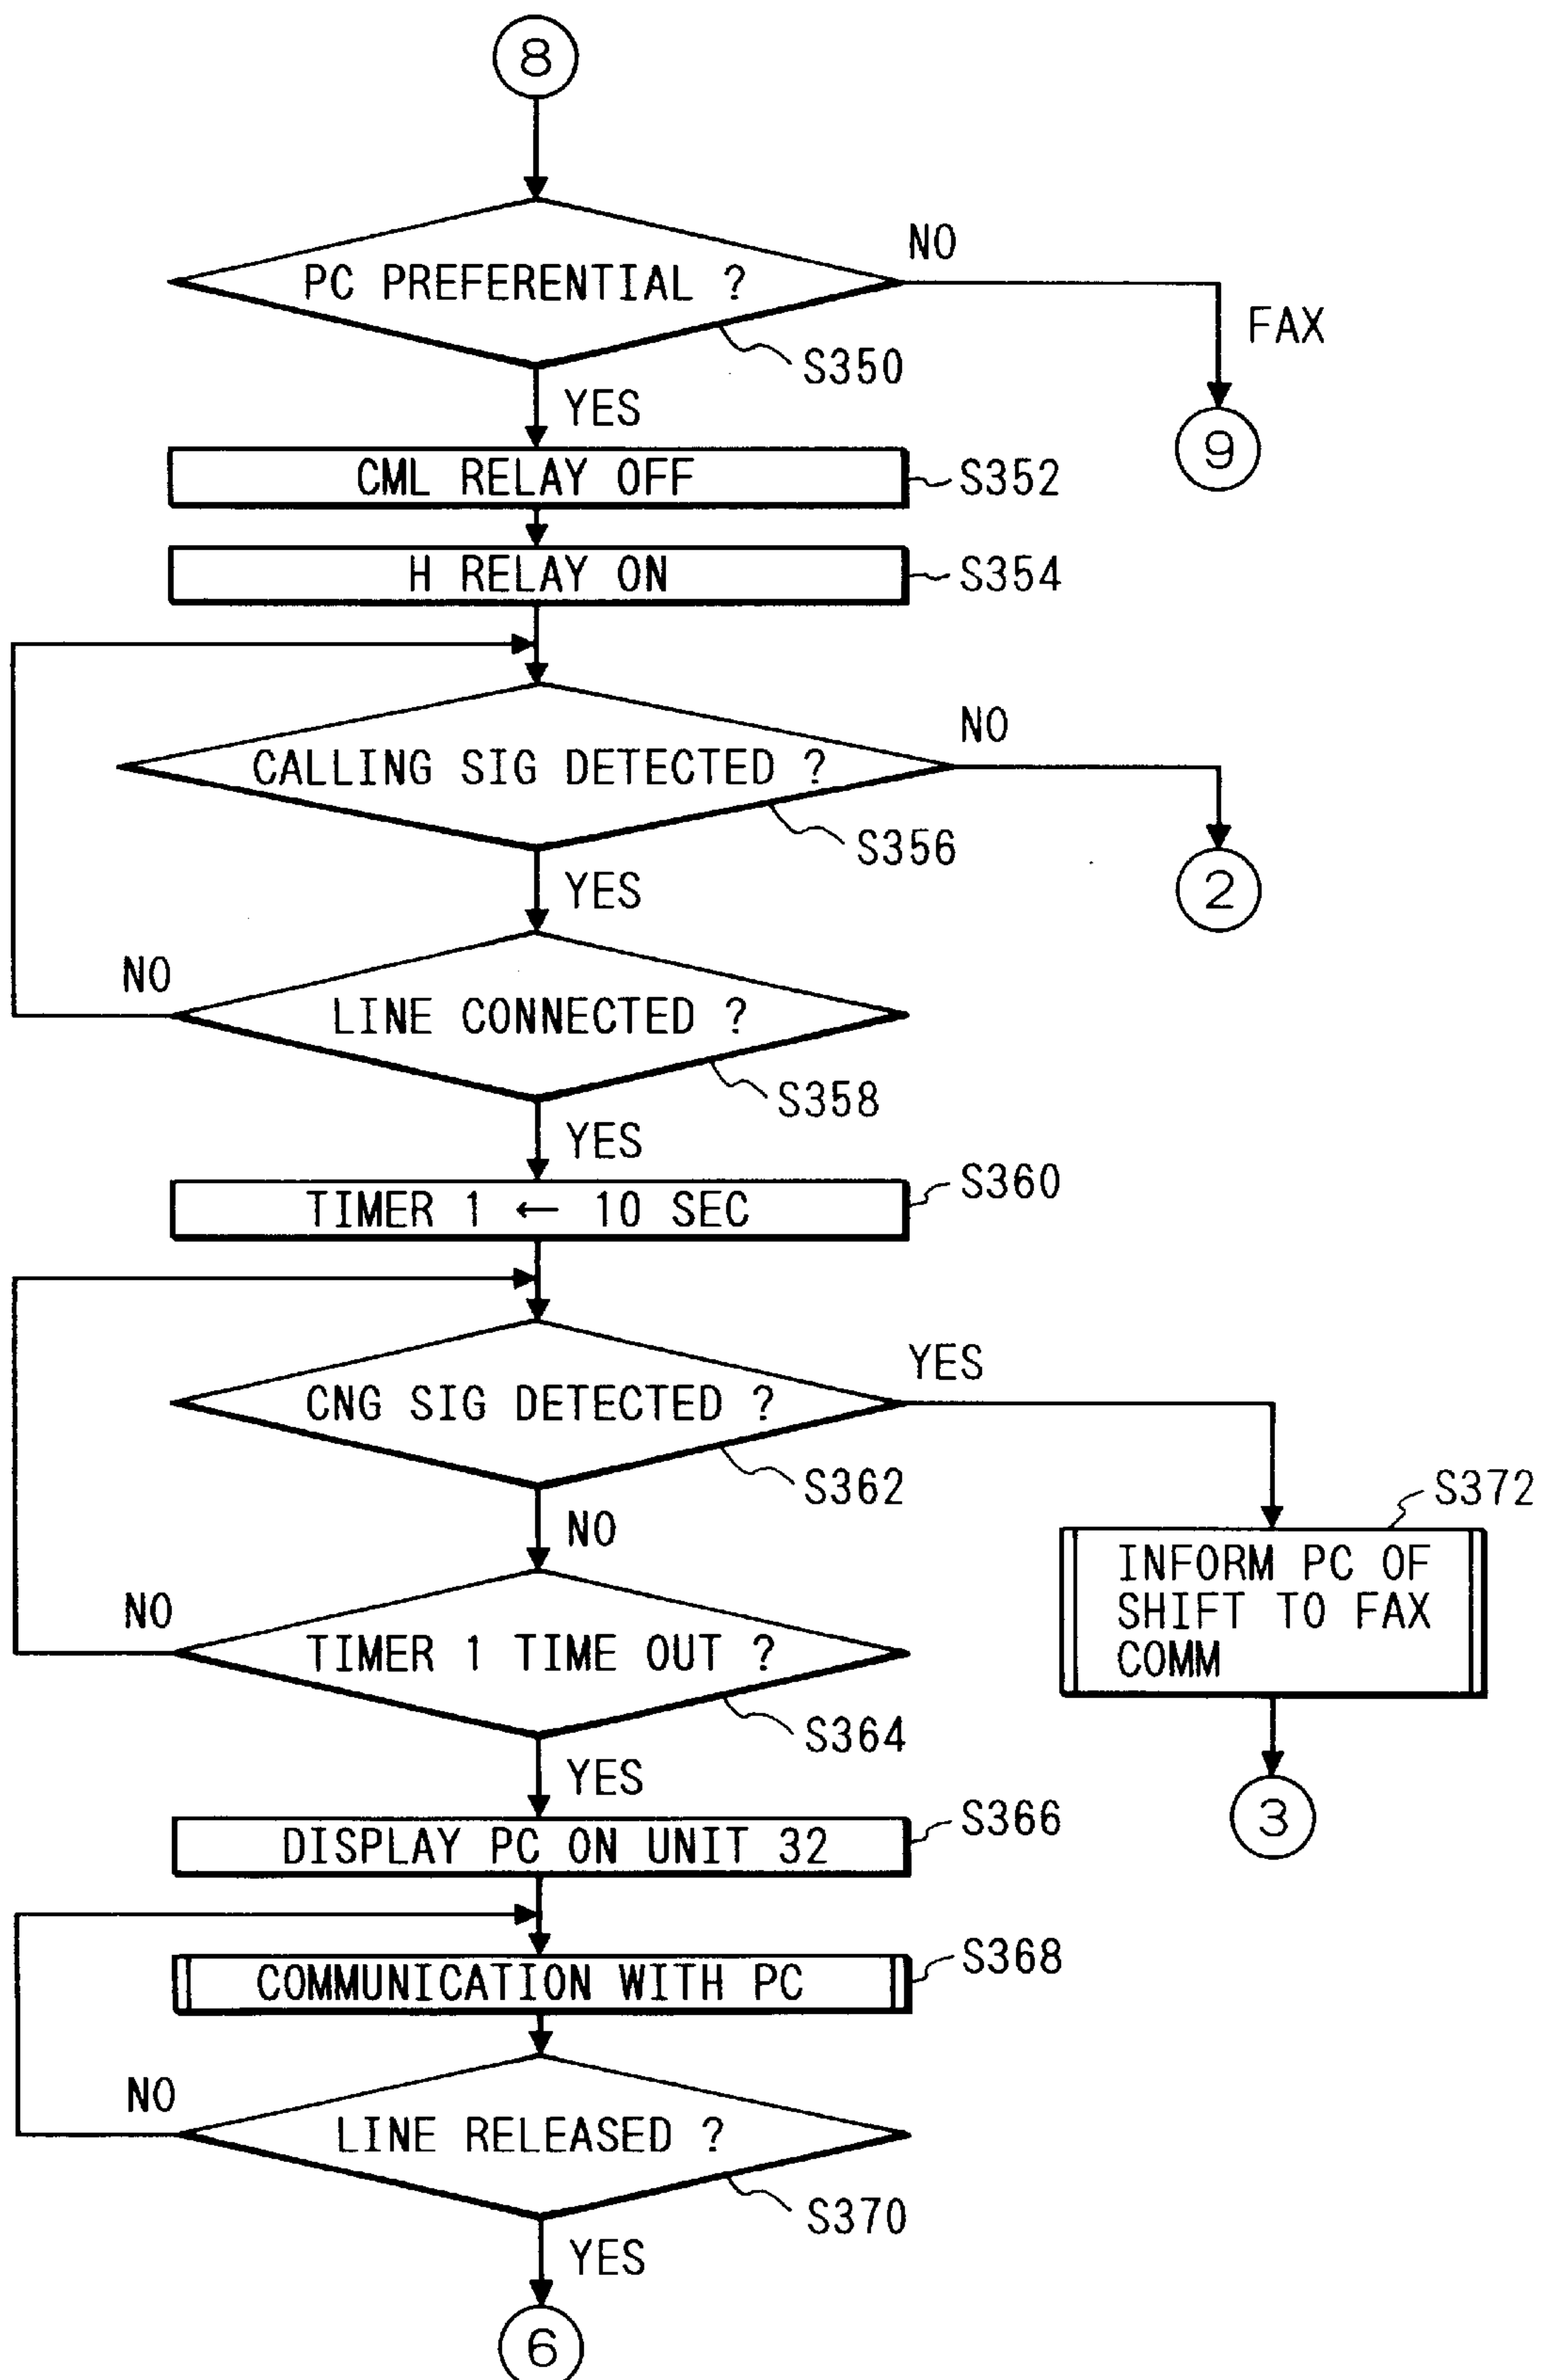 8
NO
PC PREFERENTIAL ?
FAX
S350
YES
9
CML RELAY OFF
S352
H RELAY ON
S354
NO
CALLING SIG DETECTED ?
S356
YES
2
NO
LINE CONNECTED ?
S358
YES
S360
TIMER 1 ← 10 SEC
YES
CNG SIG DETECTED ?
S362
S372
NO
INFORM PC OF
SHIFT TO FAX
COMM
NO
TIMER 1 TIME OUT ?
S364
YES
3
S366
DISPLAY PC ON UNIT 32
S368
COMMUNICATION WITH PC
NO
LINE RELEASED ?
S370
YES
6